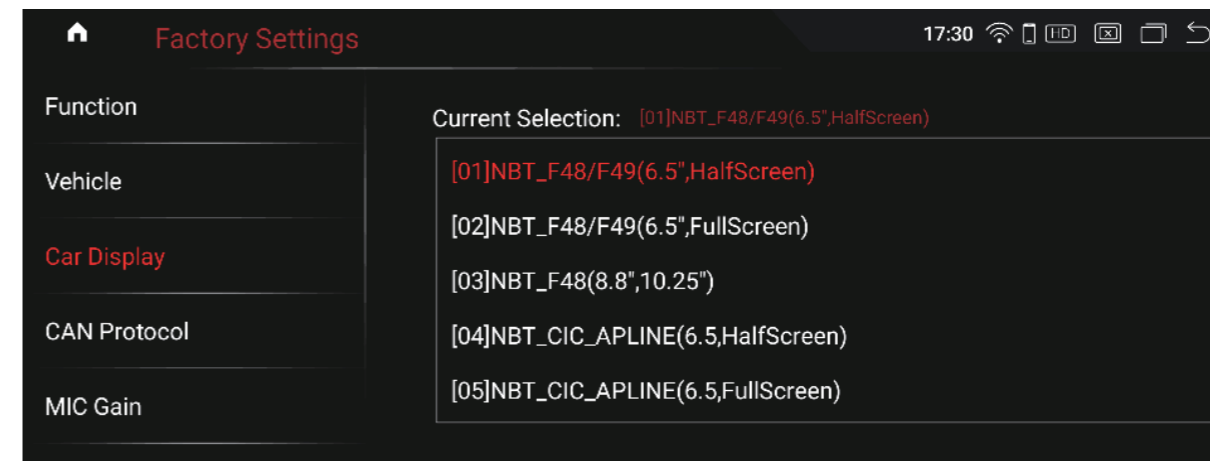 Factory Settings
17:30
HD
Function
Vehicle
Car Display
CAN Protocol
MIC Gain
Current Selection: [01]NBT_F48/F49(6.5",HalfScreen)
[01]NBT_F48/F49(6.5",HalfScreen)
[02]NBT_F48/F49(6.5",FullScreen)
[03]NBT_F48(8.8",10.25")
[04]NBT_CIC_APLINE(6.5,HalfScreen)
[05]NBT_CIC_APLINE(6.5,FullScreen)